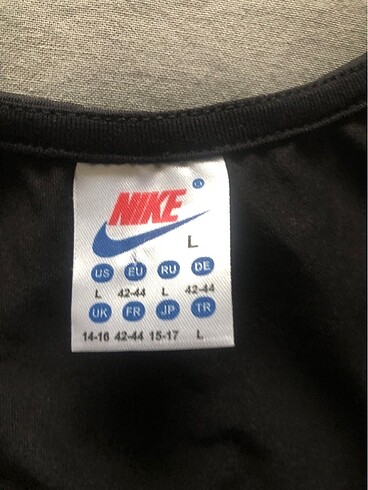 NIKE
L
US EU RU DE
L 42-44 L 42-44
UK FR JP TR
14-16 42-44 15-17 L